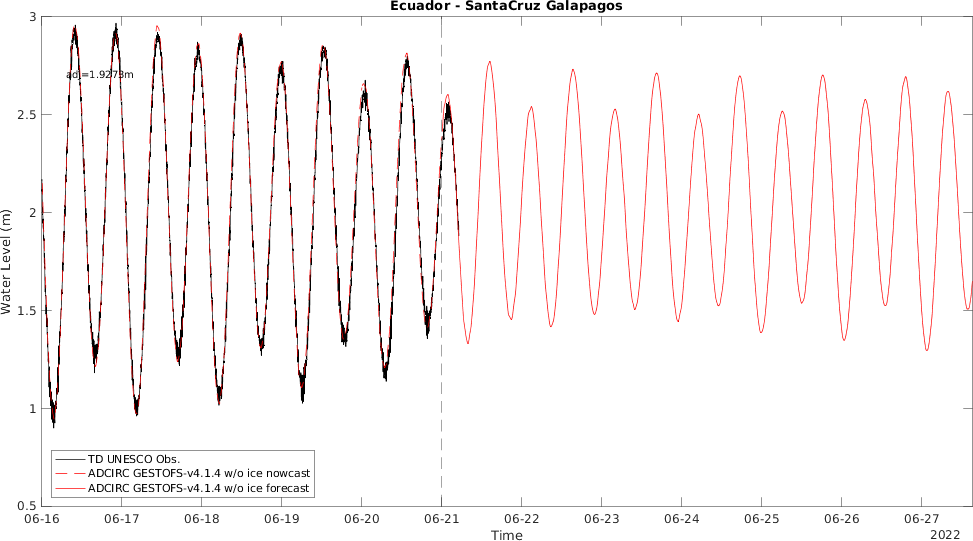 Ecuador - SantaCruz Galapagos
3
adj=1.9273m
2.5
2
Water Level (m)
1.5
1
TD UNESCO Obs.
ADCIRC GESTOFS-v4.1.4 w/o ice nowcast
ADCIRC GESTOFS-v4.1.4 w/o ice forecast
0.5
06-16 06-17 06-18 06-19 06-20 06-21 06-22 06-23 06-24 06-25 06-26 06-27
Time
2022